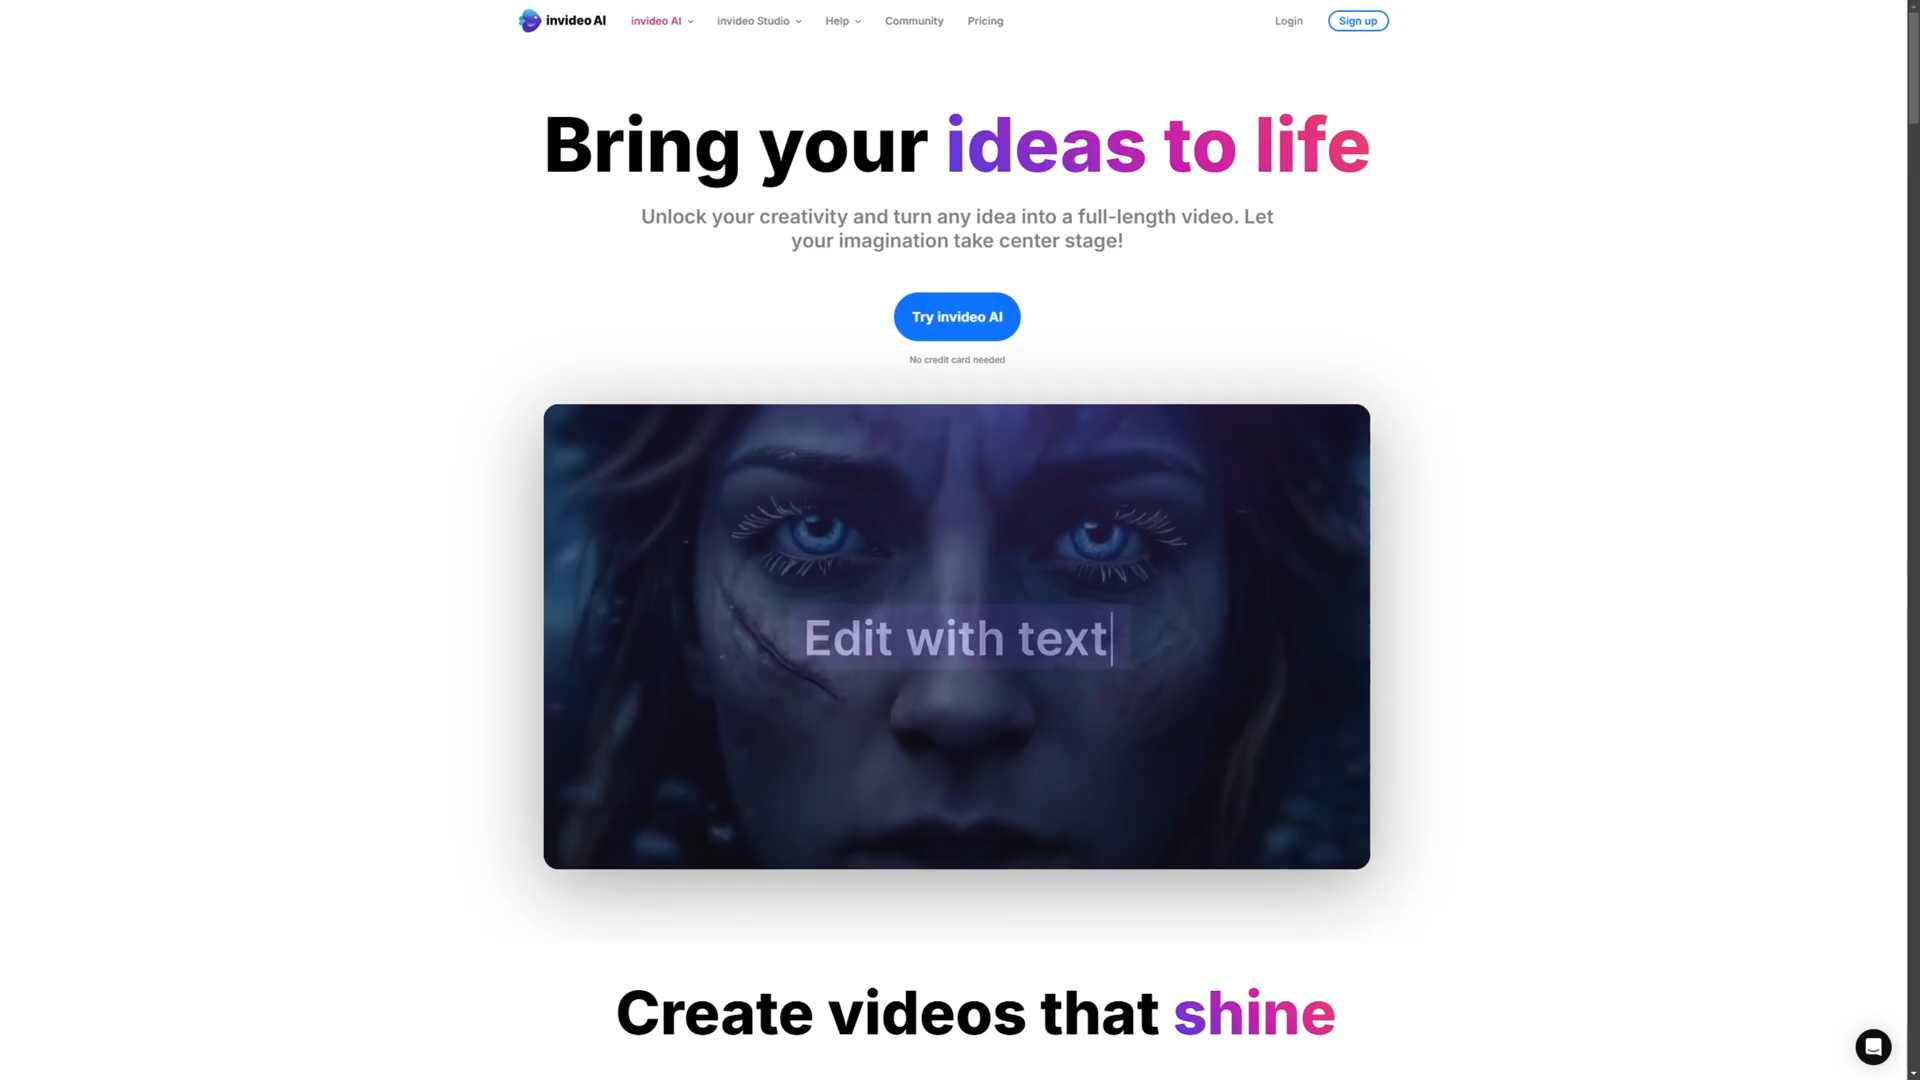 invideo AI
invideo AI
invideo Studio
Help
Community
Pricing
Login
Sign up
Bring your ideas to life
Unlock your creativity and turn any idea into a full-length video. Let
your imagination take center stage!
Try invideo AI
No credit card needed
Edit with text
Create videos that shine